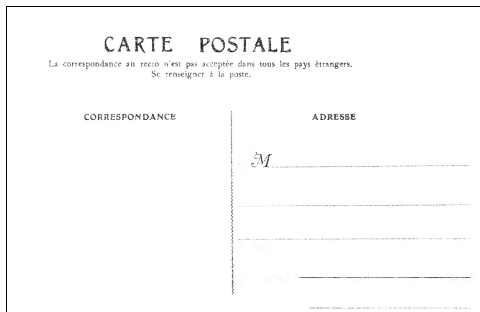 CARTE POSTALE
La correspondance au recto n'est pas acceptée dans tous les pays étrangers.
Se renseigner à la poste.
CORRESPONDANCE
ADRESSE
M